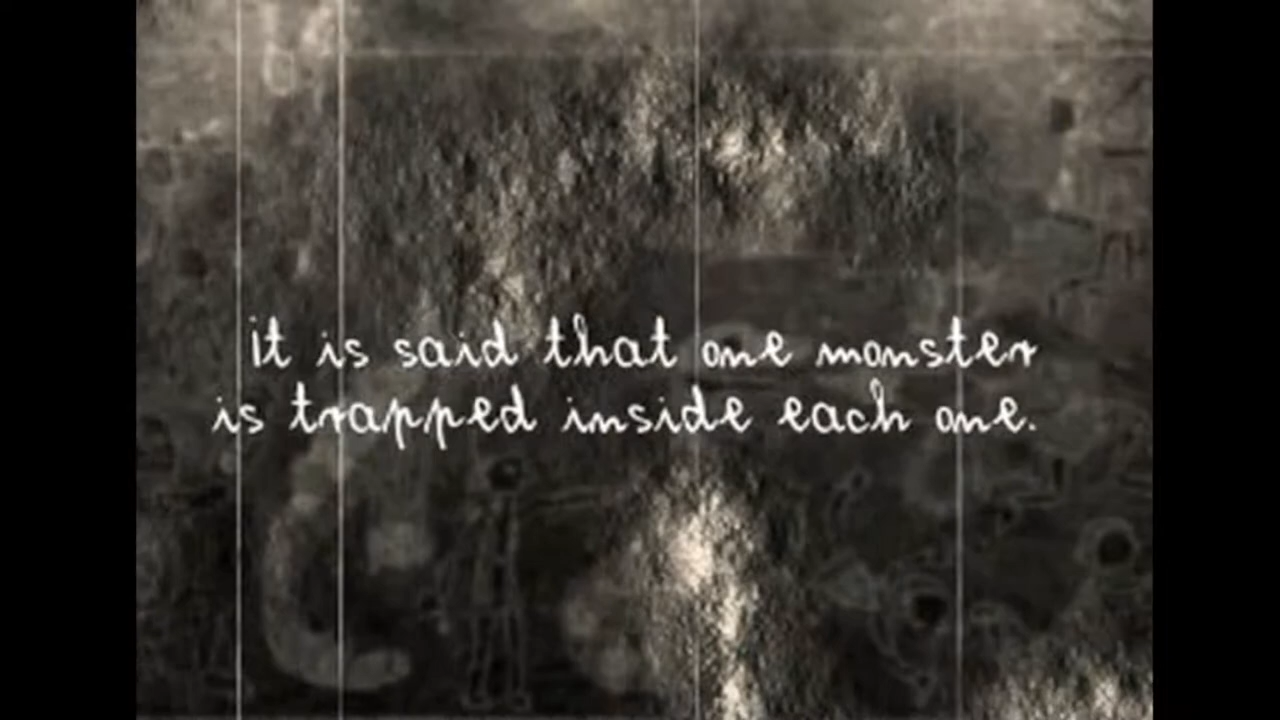 It is said that one monster
is trapped inside each one.